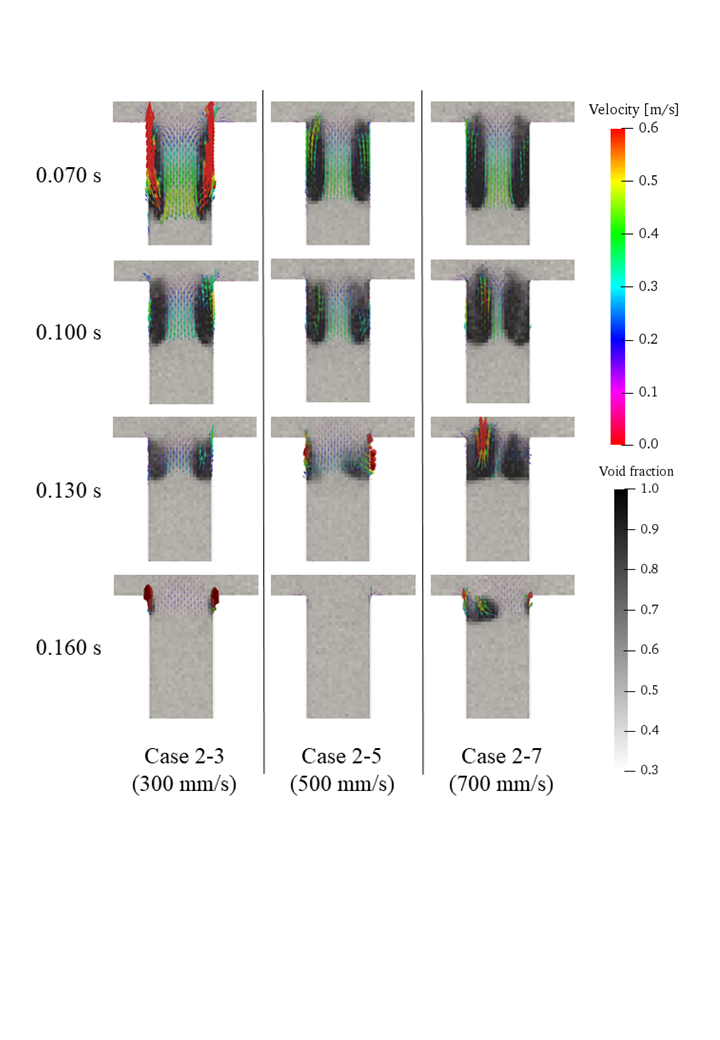 Velocity [m/s]
0.6
0.5
0.4
0.3
0.2
0.1
0.0
0.070 s
0.100 s
0.130 s
0.160 s
Void fraction
1.0
0.9
0.8
0.7
0.6
0.5
0.4
0.3
Case 2-3
(300 mm/s)
Case 2-5
(500 mm/s)
Case 2-7
(700 mm/s)